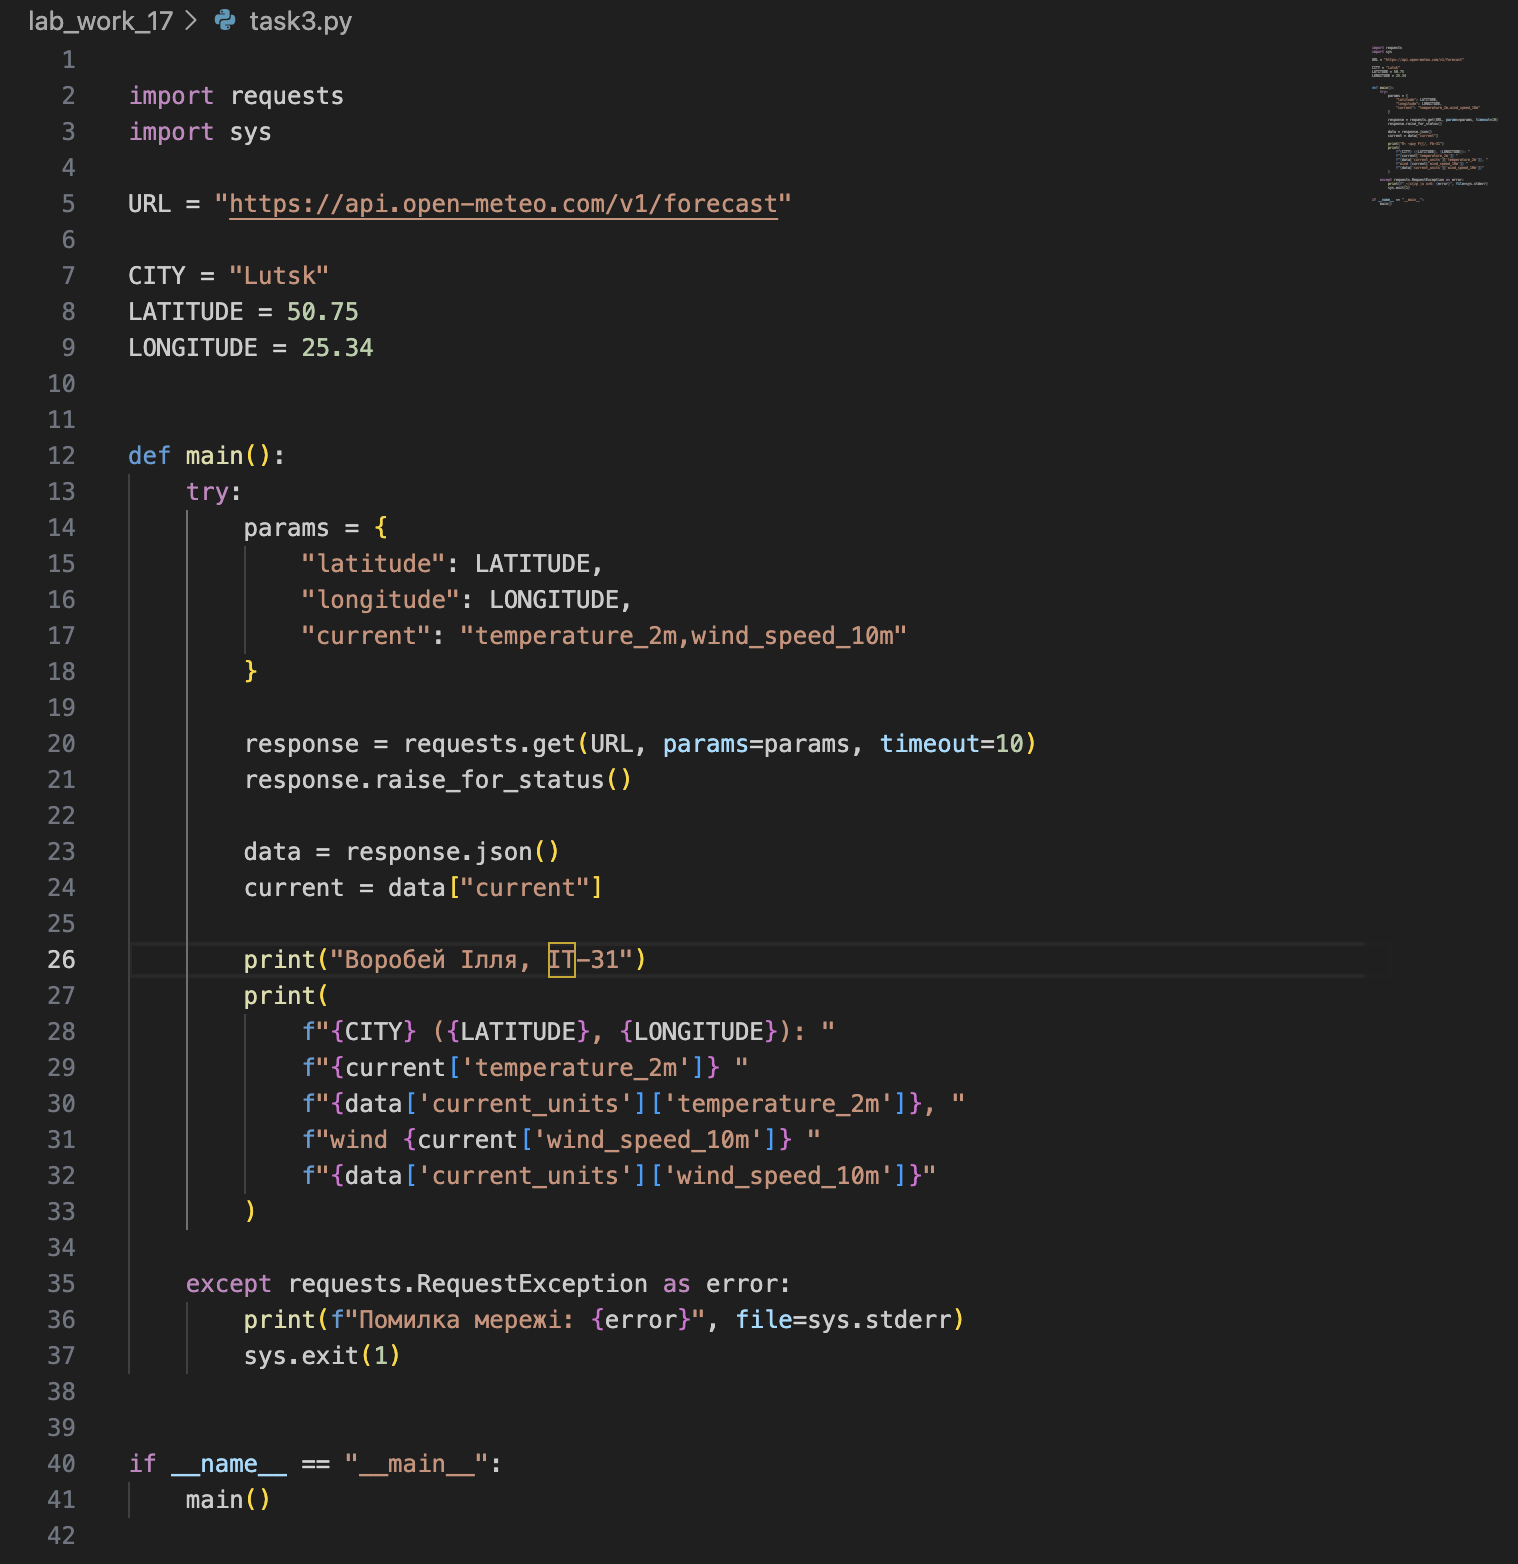 lab_work_17 > task3.py
1
2 import requests
3 import sys
4
5 URL = "https://api.open-meteo.com/v1/forecast"
6
7 CITY = "Lutsk"
8 LATITUDE = 50.75
9 LONGITUDE = 25.34
10
11
12 def main():
13     try:
14         params = {
15             "latitude": LATITUDE,
16             "longitude": LONGITUDE,
17             "current": "temperature_2m,wind_speed_10m"
18         }
19
20         response = requests.get(URL, params=params, timeout=10)
21         response.raise_for_status()
22
23         data = response.json()
24         current = data["current"]
25
26         print("Воробей Ілля, ІТ-31")
27         print(
28             f"{CITY} ({LATITUDE}, {LONGITUDE}): "
29             f"{current['temperature_2m']} "
30             f"{data['current_units']['temperature_2m']}, "
31             f"wind {current['wind_speed_10m']} "
32             f"{data['current_units']['wind_speed_10m']}"
33         )
34
35     except requests.RequestException as error:
36         print(f"Помилка мережі: {error}", file=sys.stderr)
37         sys.exit(1)
38
39
40 if __name__ == "__main__":
41     main()
42